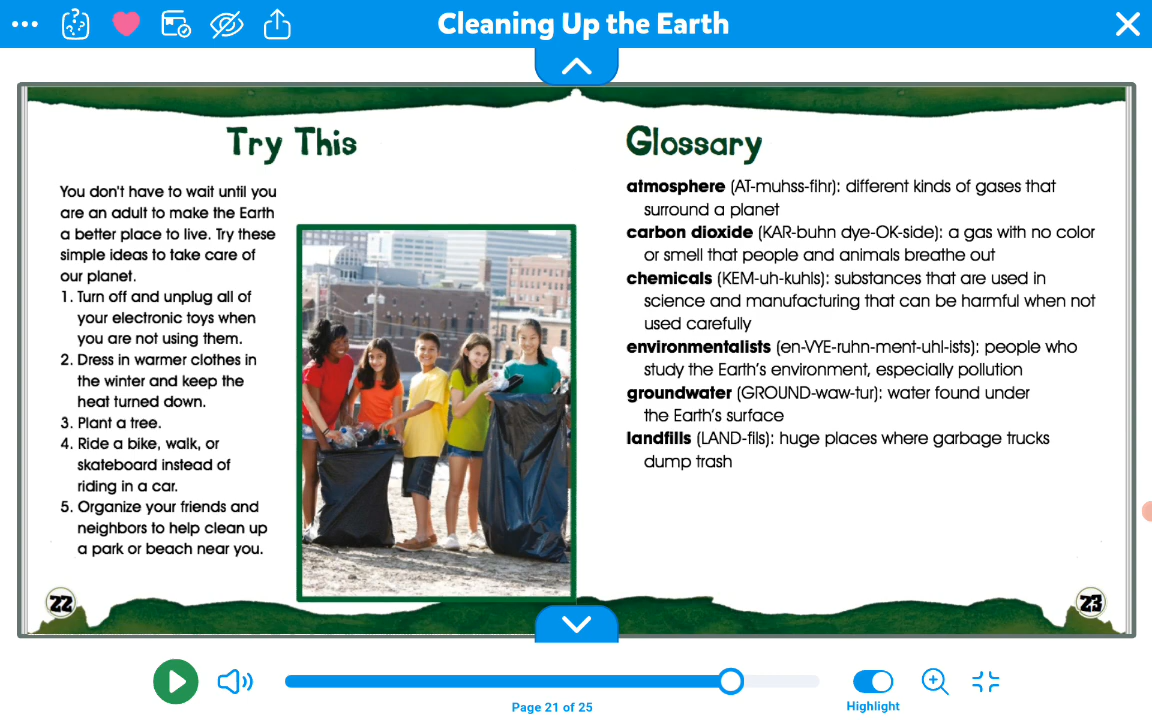 Cleaning Up the Earth
Try This
You don't have to wait until you
are an adult to make the Earth
a better place to live. Try these
simple ideas to take care of
our planet.
1. Turn off and unplug all of
your electronic toys when
you are not using them.
2. Dress in warmer clothes in
the winter and keep the
heat turned down.
3. Plant a tree.
4. Ride a bike, walk, or
skateboard instead of
riding in a car.
5. Organize your friends and
neighbors to help clean up
a park or beach near you.
22
Glossary
atmosphere (AT-muhss-fihr): different kinds of gases that
surround a planet
carbon dioxide (KAR-buhn dye-OK-side): a gas with no color
or smell that people and animals breathe out
chemicals (KEM-uh-kuhls): substances that are used in
science and manufacturing that can be harmful when not
used carefully
environmentalists (en-VYE-ruhn-ment-uhl-ists): people who
study the Earth's environment, especially pollution
groundwater (GROUND-waw-tur): water found under
the Earth's surface
landfills (LAND-fils): huge places where garbage trucks
dump trash
23
Page 21 of 25
Highlight